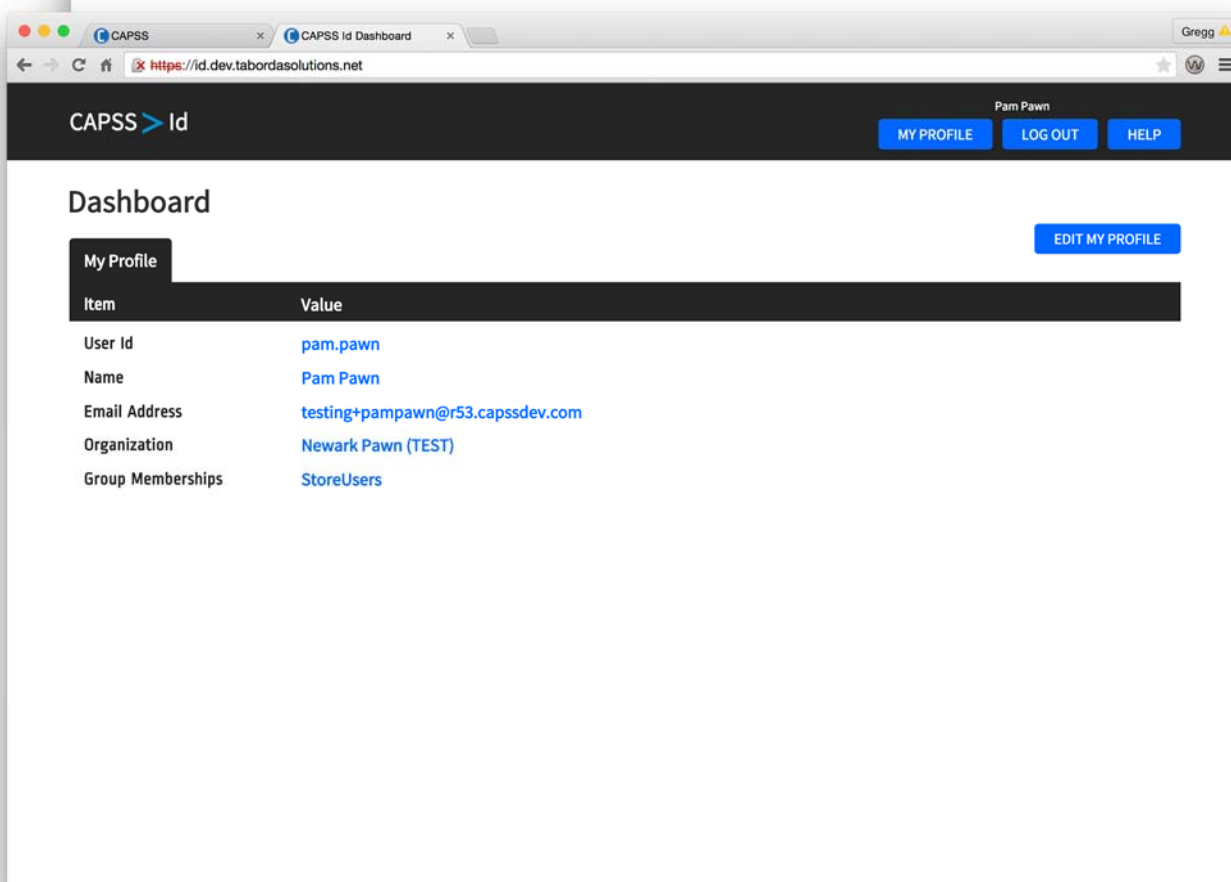 CAPSS
CAPSS Id Dashboard
Gregg
https://id.dev.tabordasolutions.net
CAPSS > Id
Pam Pawn
MY PROFILE LOG OUT HELP
Dashboard
EDIT MY PROFILE
My Profile
Item Value
User Id pam.pawn
Name Pam Pawn
Email Address testing+pampawn@r53.capssdev.com
Organization Newark Pawn (TEST)
Group Memberships StoreUsers